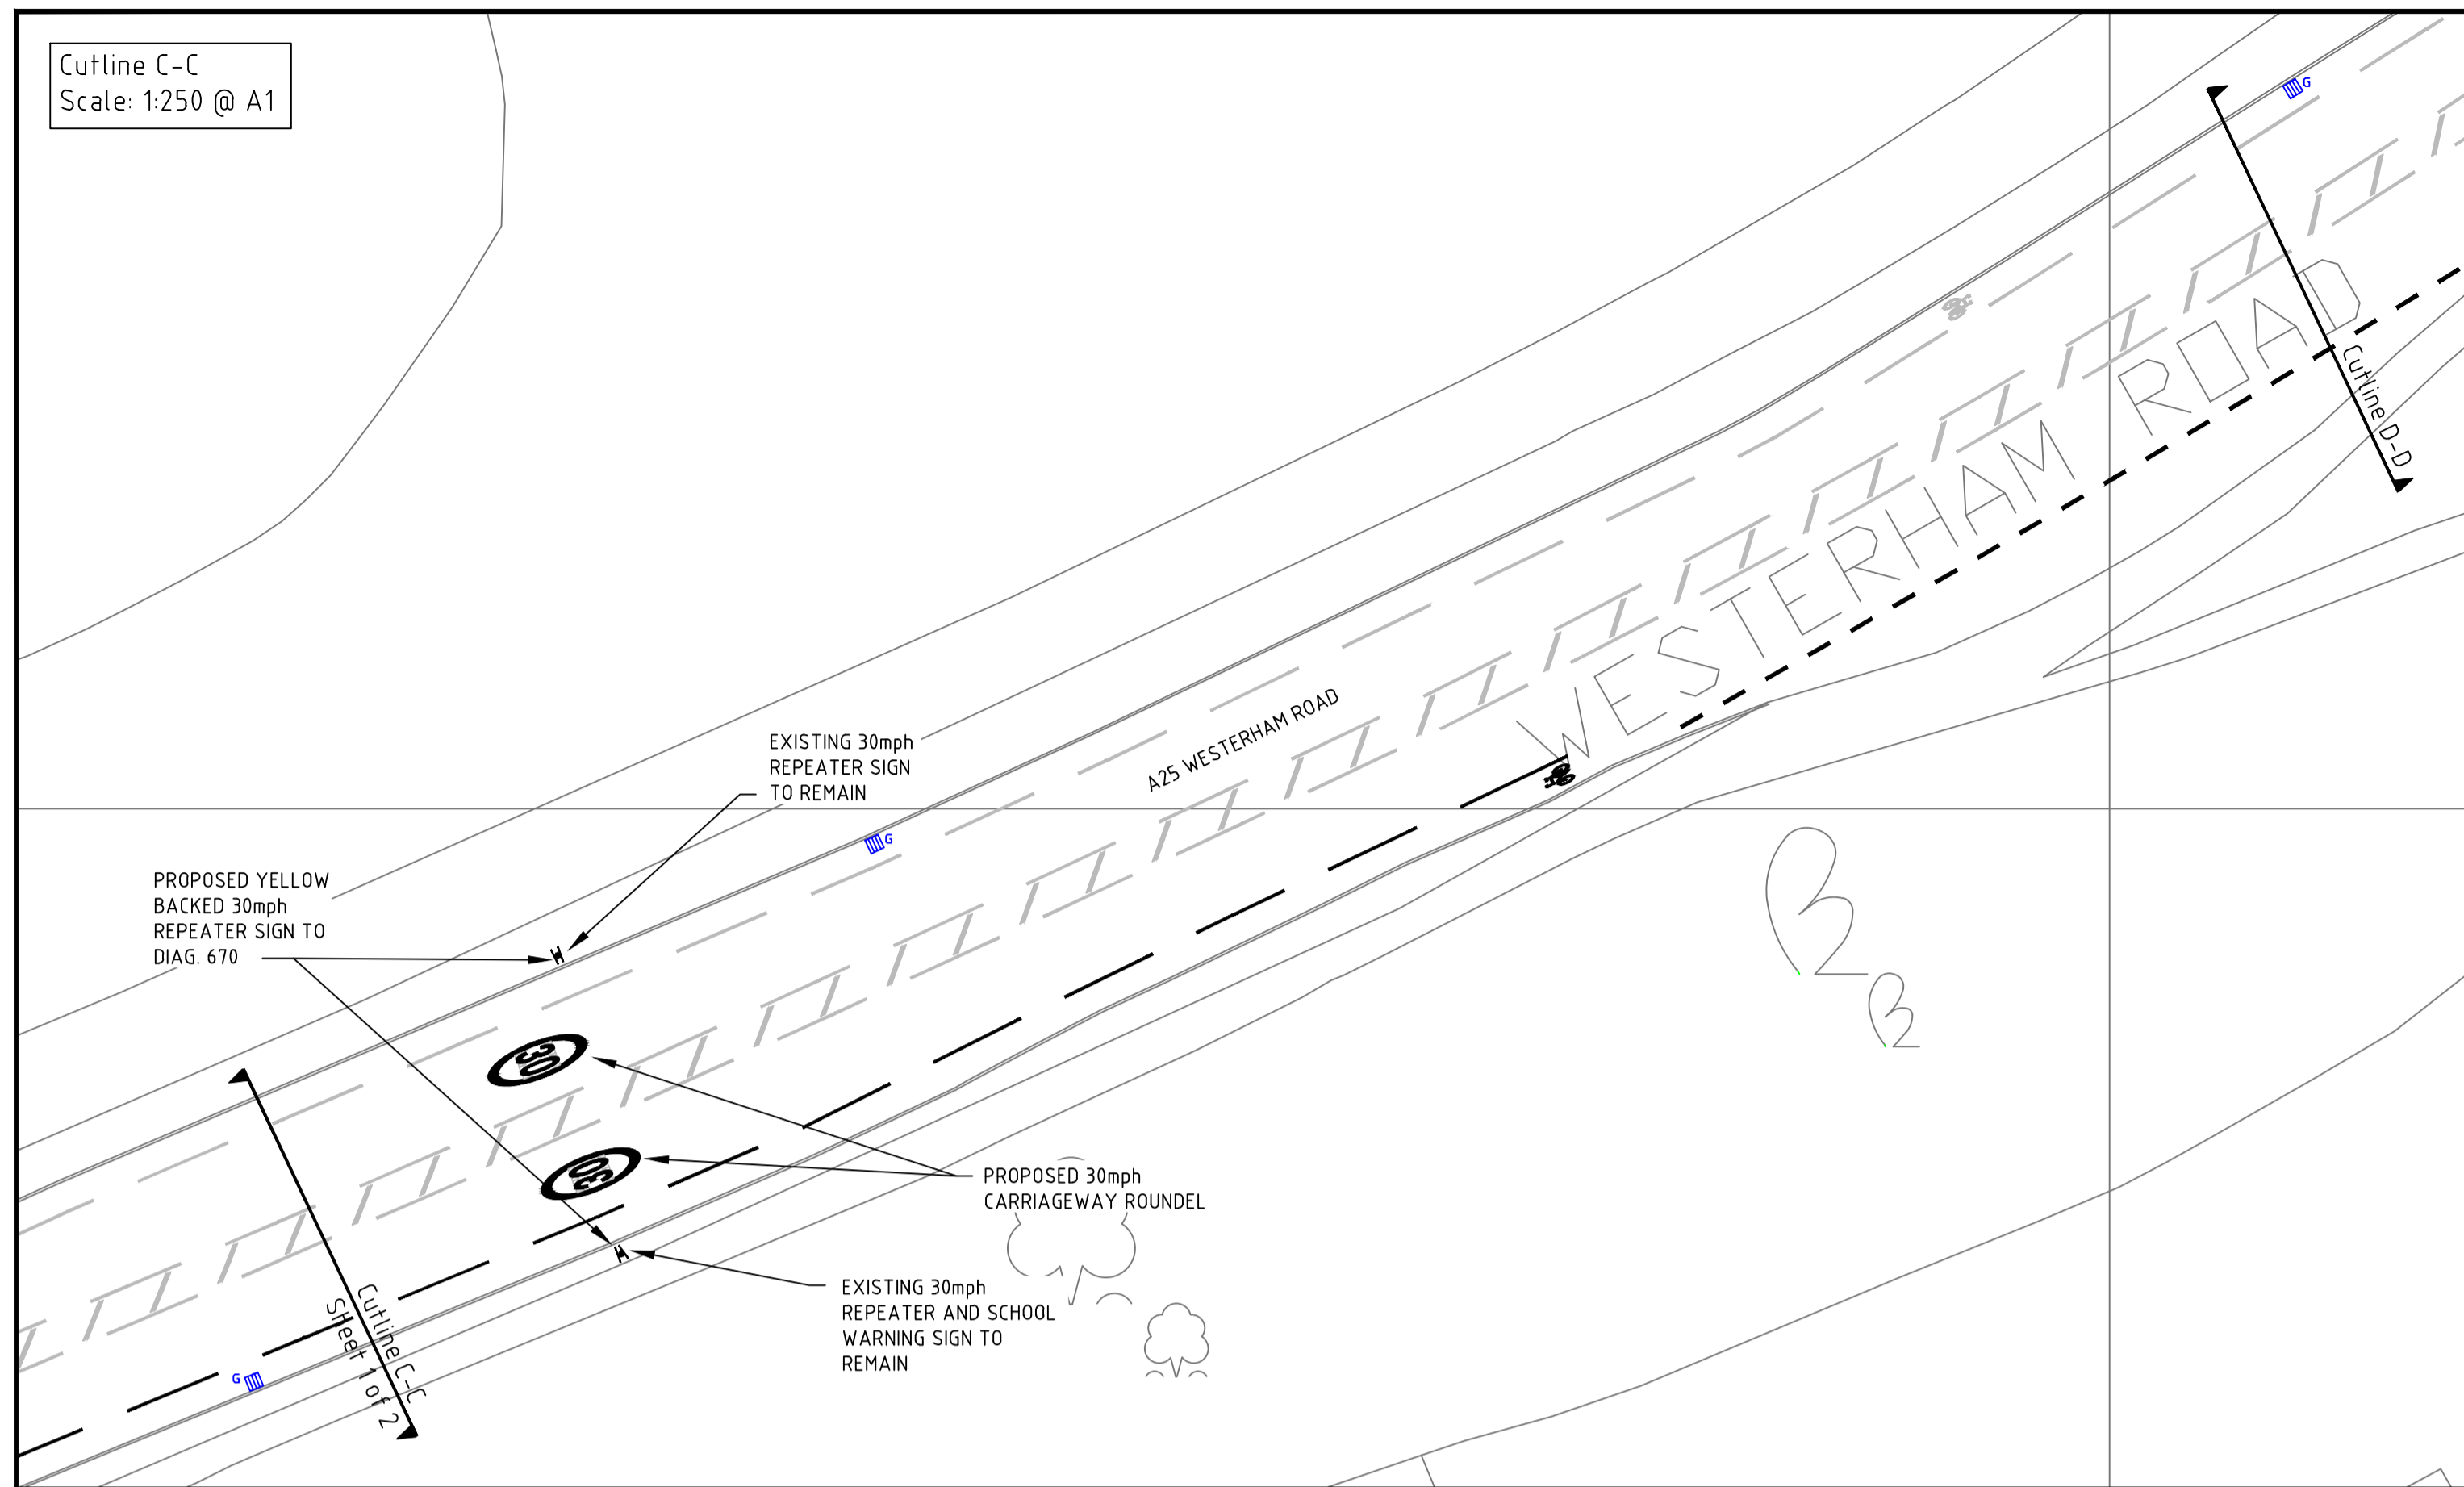 Cutline C-C
Scale: 1:250 @ A1
G
Cutline D-D
WESTERHAM ROAD
A25 WESTERHAM ROAD
EXISTING 30mph
REPEATER SIGN
TO REMAIN
G
PROPOSED YELLOW
BACKED 30mph
REPEATER SIGN TO
DIAG. 670
30
30
PROPOSED 30mph
CARRIAGEWAY ROUNDEL
EXISTING 30mph
REPEATER AND SCHOOL
WARNING SIGN TO
REMAIN
Cutline C-C
SHeet 1 of 2
G